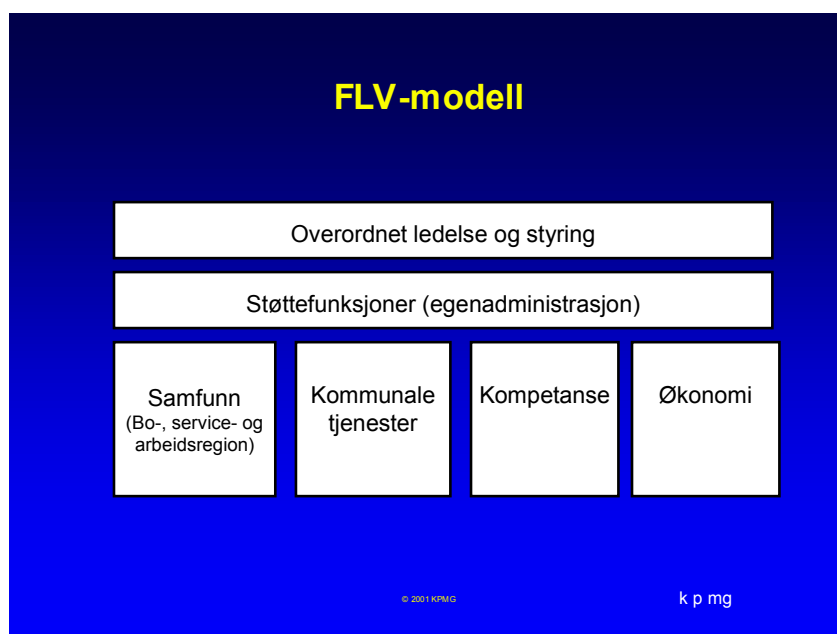 FLV-modell
Overordnet ledelse og styring
Støttefunksjoner (egenadministrasjon)
Samfunn
(Bo-, service- og
arbeidsregion)
Kommunale
tjenester
Kompetanse
Økonomi
© 2001 KPMG
k p mg